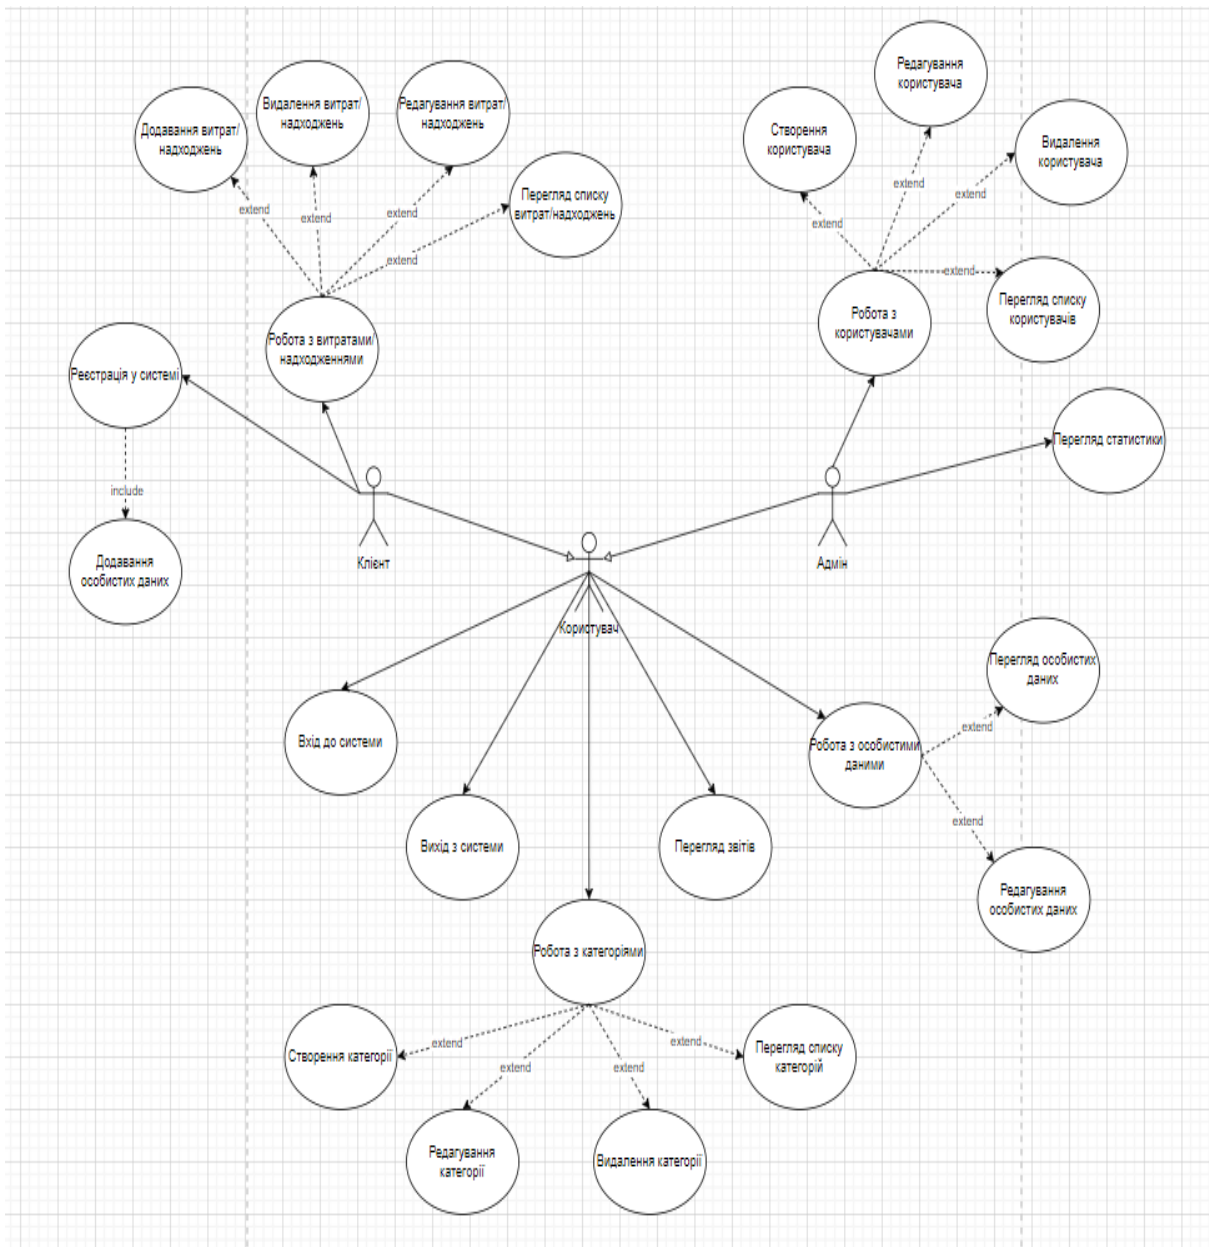 Редагування
користувача
Видалення витрат/
надходжень
Редагування витрат/
надходжень
Додавання витрат/
надходжень
Створення
користувача
Видалення
користувача
Перегляд списку
витрат/надходжень
extend
extend
extend
extend
extend
extend
extend
extend
Перегляд списку
користувачів
Робота з
користувачами
Робота з витратами/
надходженнями
Реєстрація у системі
Перегляд статистики
include
Додавання
особистих даних
Клієнт
Адмін
Користувач
Перегляд особистих
даних
extend
Вхід до системи
Робота з особистими
даними
extend
Вихід з системи
Перегляд звітів
Редагування
особистих даних
Робота з категоріями
extend
extend
extend
extend
Створення категорії
Перегляд списку
категорій
Редагування
категорії
Видалення категорії